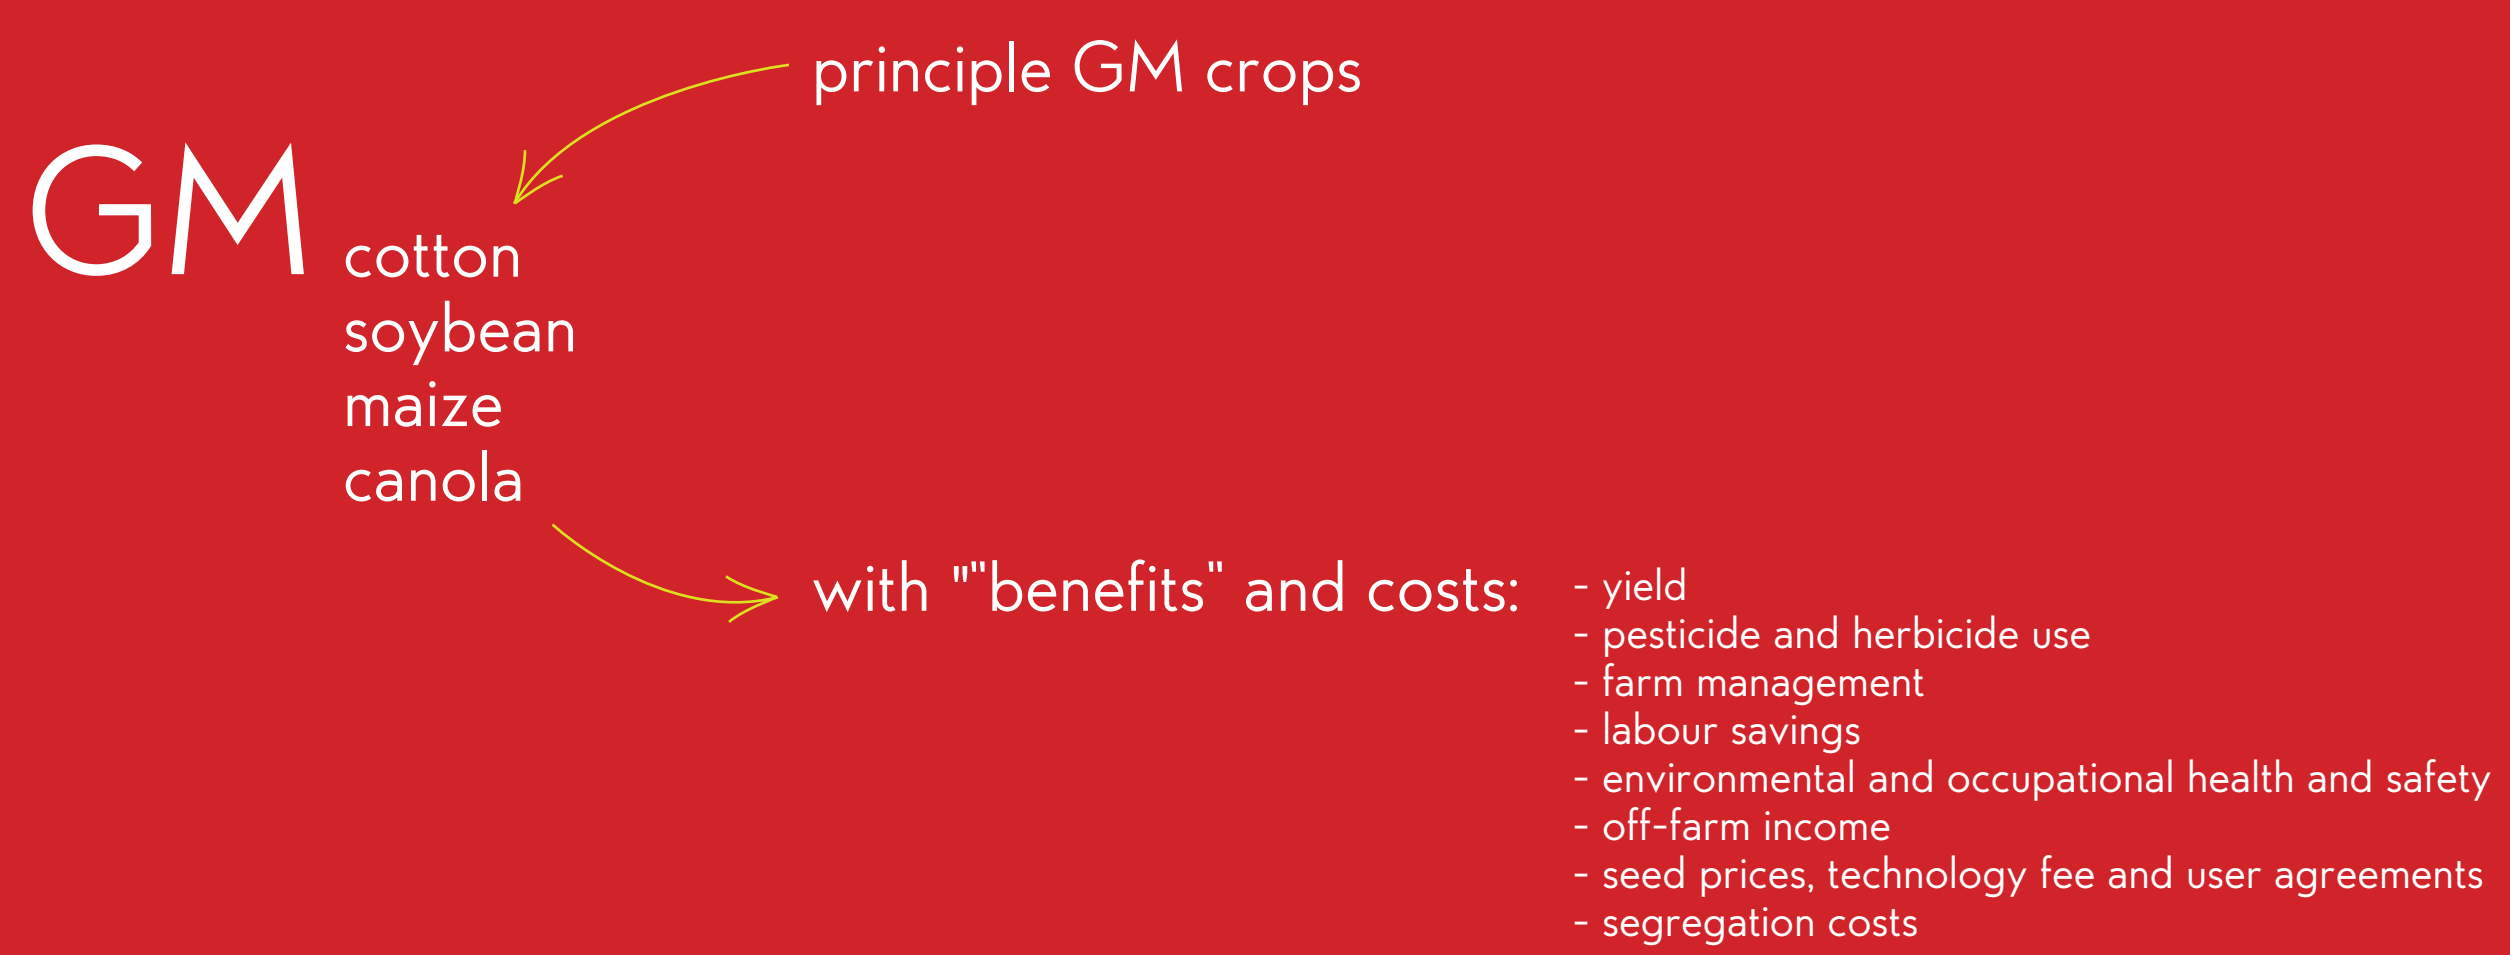 principle GM crops
GM
cotton
soybean
maize
canola
with ""benefits" and costs:
- yield
- pesticide and herbicide use
- farm management
- labour savings
- environmental and occupational health and safety
- off-farm income
- seed prices, technology fee and user agreements
- segregation costs